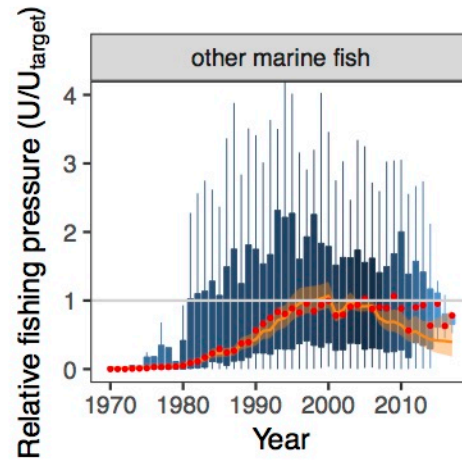 other marine fish
Relative fishing pressure (U/Utarget)
4
3
2
1
0
1970 1980 1990 2000 2010
Year